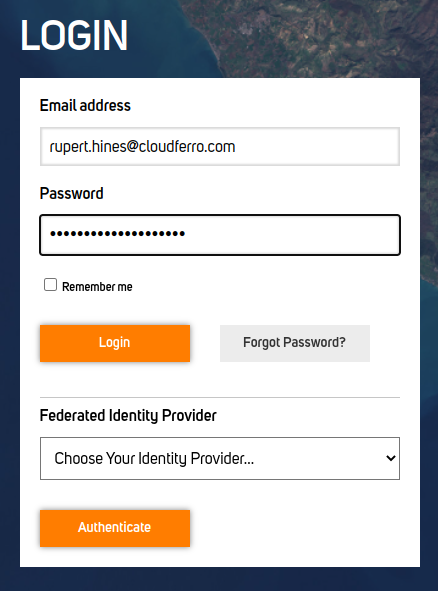 LOGIN
Email address
rupert.hines@cloudferro.com
Password
••••••••••••••••••••
Remember me
Login Forgot Password?
Federated Identity Provider
Choose Your Identity Provider...
Authenticate